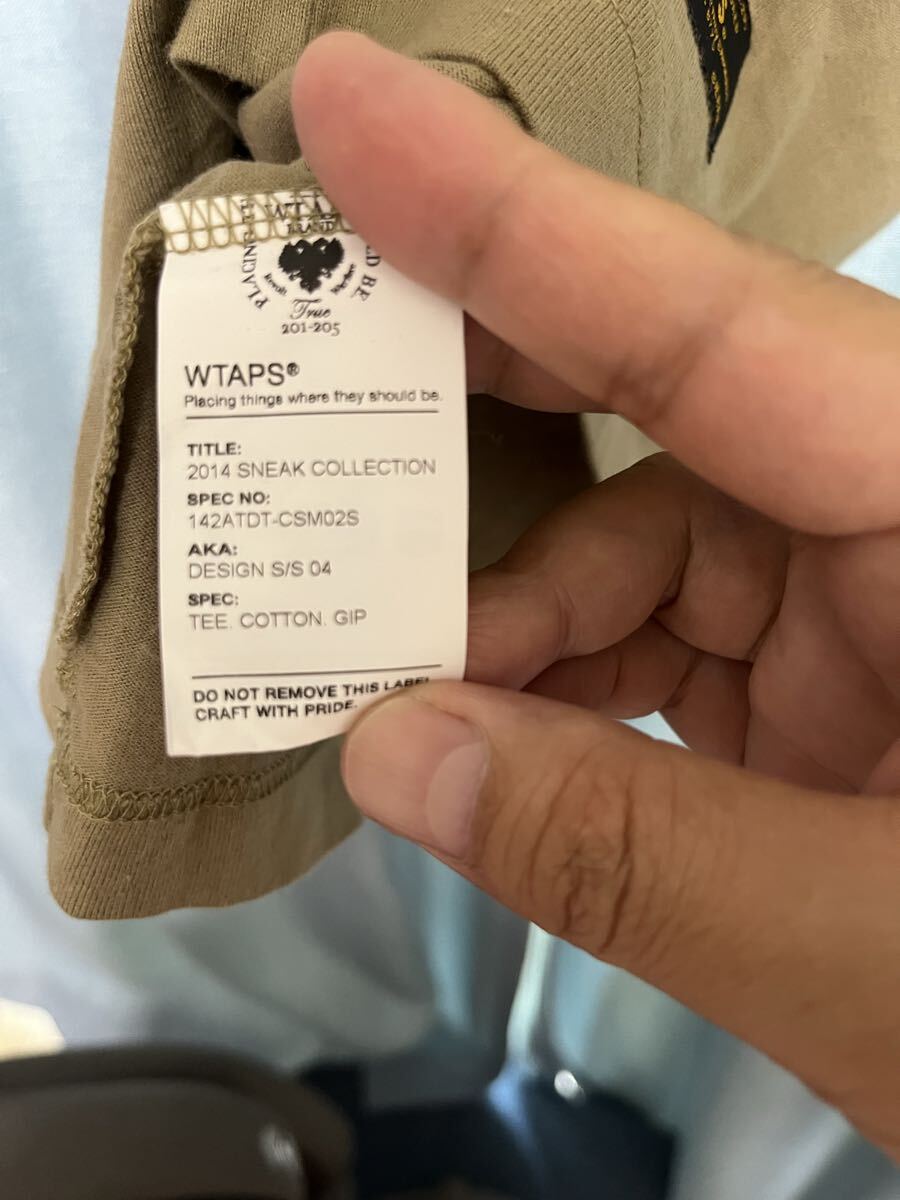 BRAND
True
201-205
WTAPS®
Placing things where they should be.
TITLE:
2014 SNEAK COLLECTION
SPEC NO:
142ATDT-CSM02S
AKA:
DESIGN S/S 04
SPEC:
TEE. COTTON. GIP
DO NOT REMOVE THIS LABEL
CRAFT WITH PRIDE.